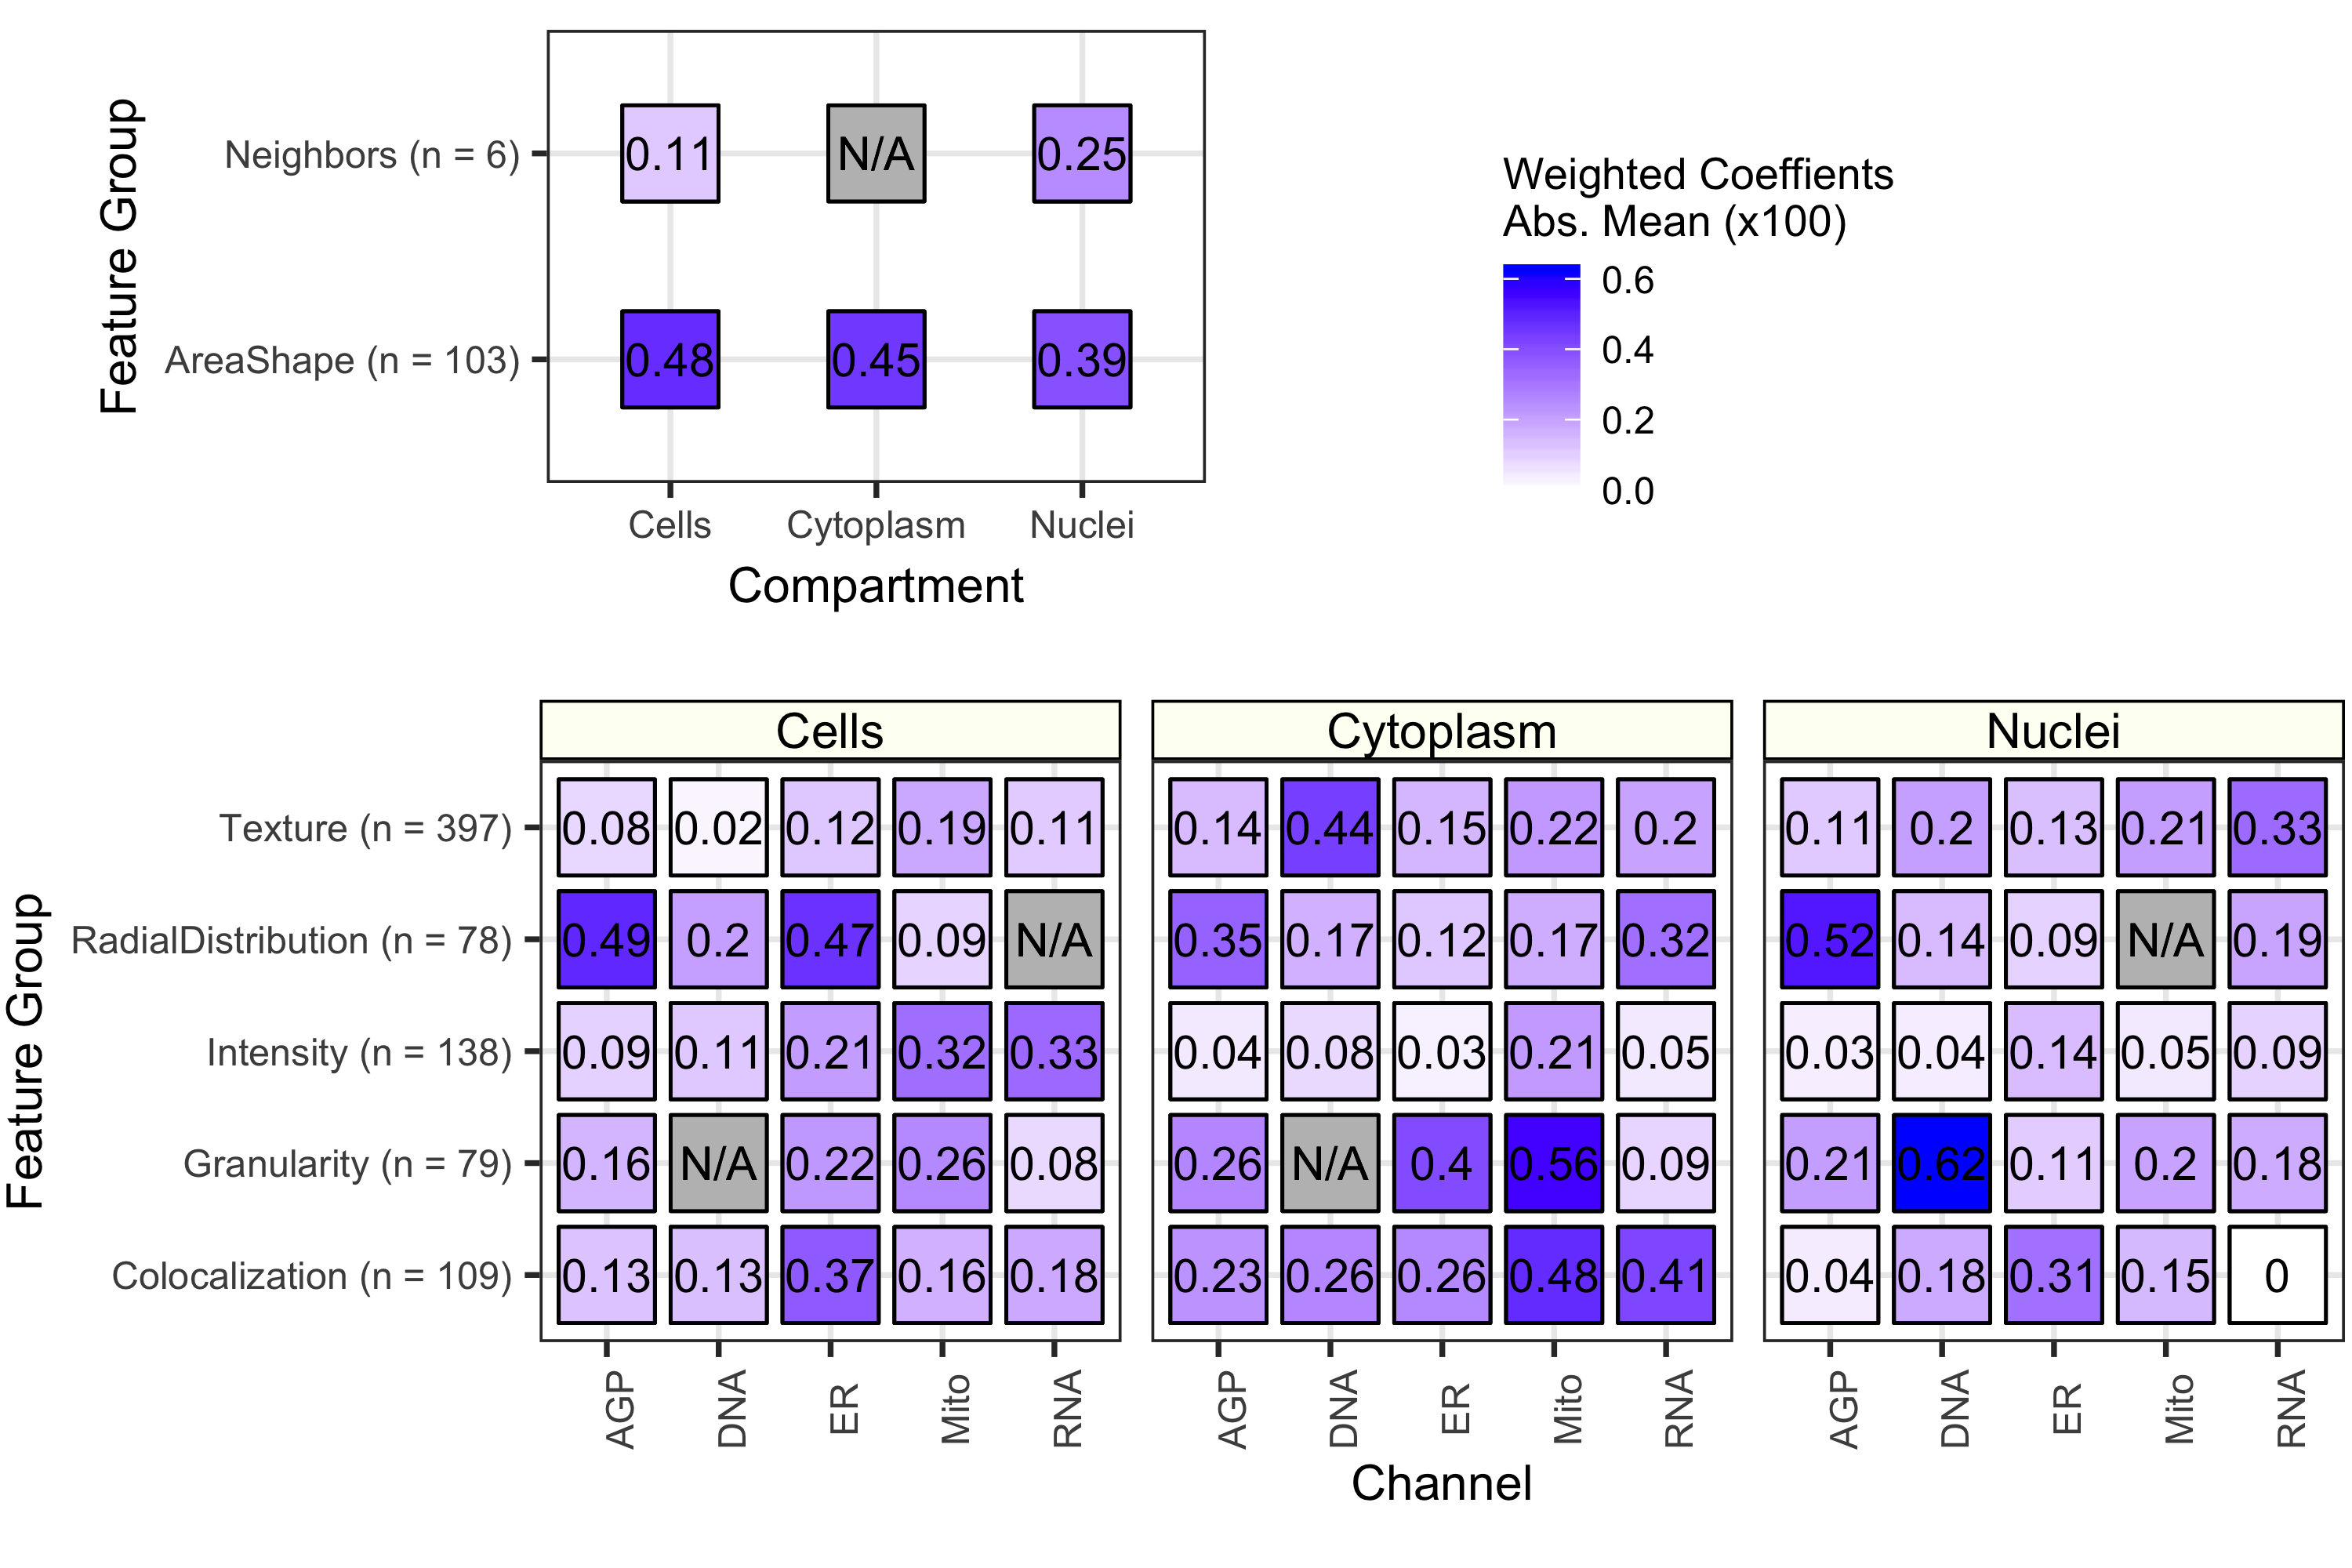 Feature Group
Neighbors (n = 6)
0.11 N/A 0.25
AreaShape (n = 103)
0.48 0.45 0.39
Cells Cytoplasm Nuclei
Compartment
Weighted Coeffients
Abs. Mean (x100)
0.6
0.4
0.2
0.0
Cells Cytoplasm Nuclei
Feature Group
Texture (n = 397) 0.08 0.02 0.12 0.19 0.11 0.14 0.44 0.15 0.22 0.2 0.11 0.2 0.13 0.21 0.33
RadialDistribution (n = 78) 0.49 0.2 0.47 0.09 N/A 0.35 0.17 0.12 0.17 0.32 0.52 0.14 0.09 N/A 0.19
Intensity (n = 138) 0.09 0.11 0.21 0.32 0.33 0.04 0.08 0.03 0.21 0.05 0.03 0.04 0.14 0.05 0.09
Granularity (n = 79) 0.16 N/A 0.22 0.26 0.08 0.26 N/A 0.4 0.56 0.09 0.21 0.62 0.11 0.2 0.18
Colocalization (n = 109) 0.13 0.13 0.37 0.16 0.18 0.23 0.26 0.26 0.48 0.41 0.04 0.18 0.31 0.15 0
AGP DNA ER Mito RNA AGP DNA ER Mito RNA AGP DNA ER Mito RNA
Channel